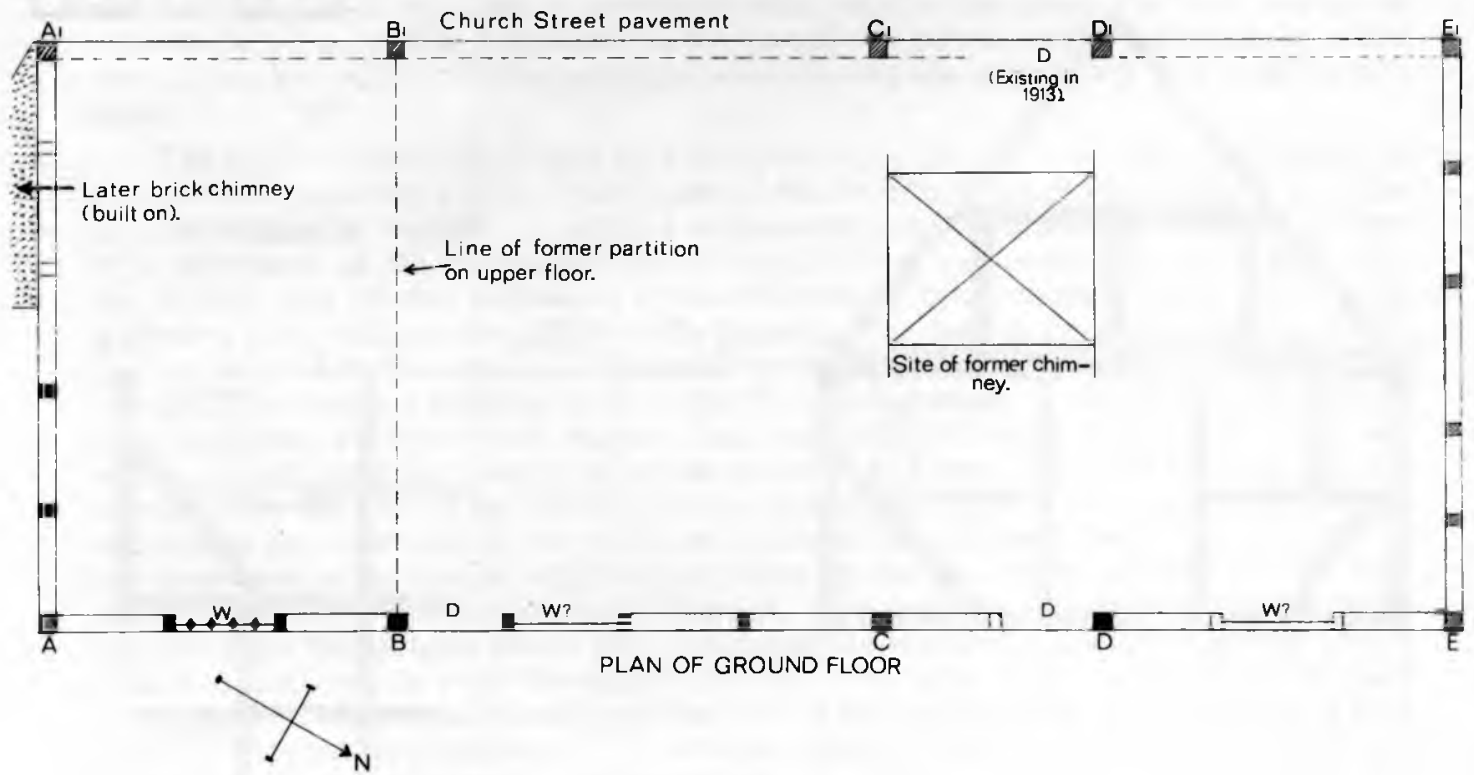 Church Street pavement
A1
B1
C1
D1
E1
D
(Existing in
1913).
Later brick chimney
(built on).
Line of former partition
on upper floor.
Site of former chim-
ney.
W
D
W?
D
W?
A
B
C
D
E
PLAN OF GROUND FLOOR
N